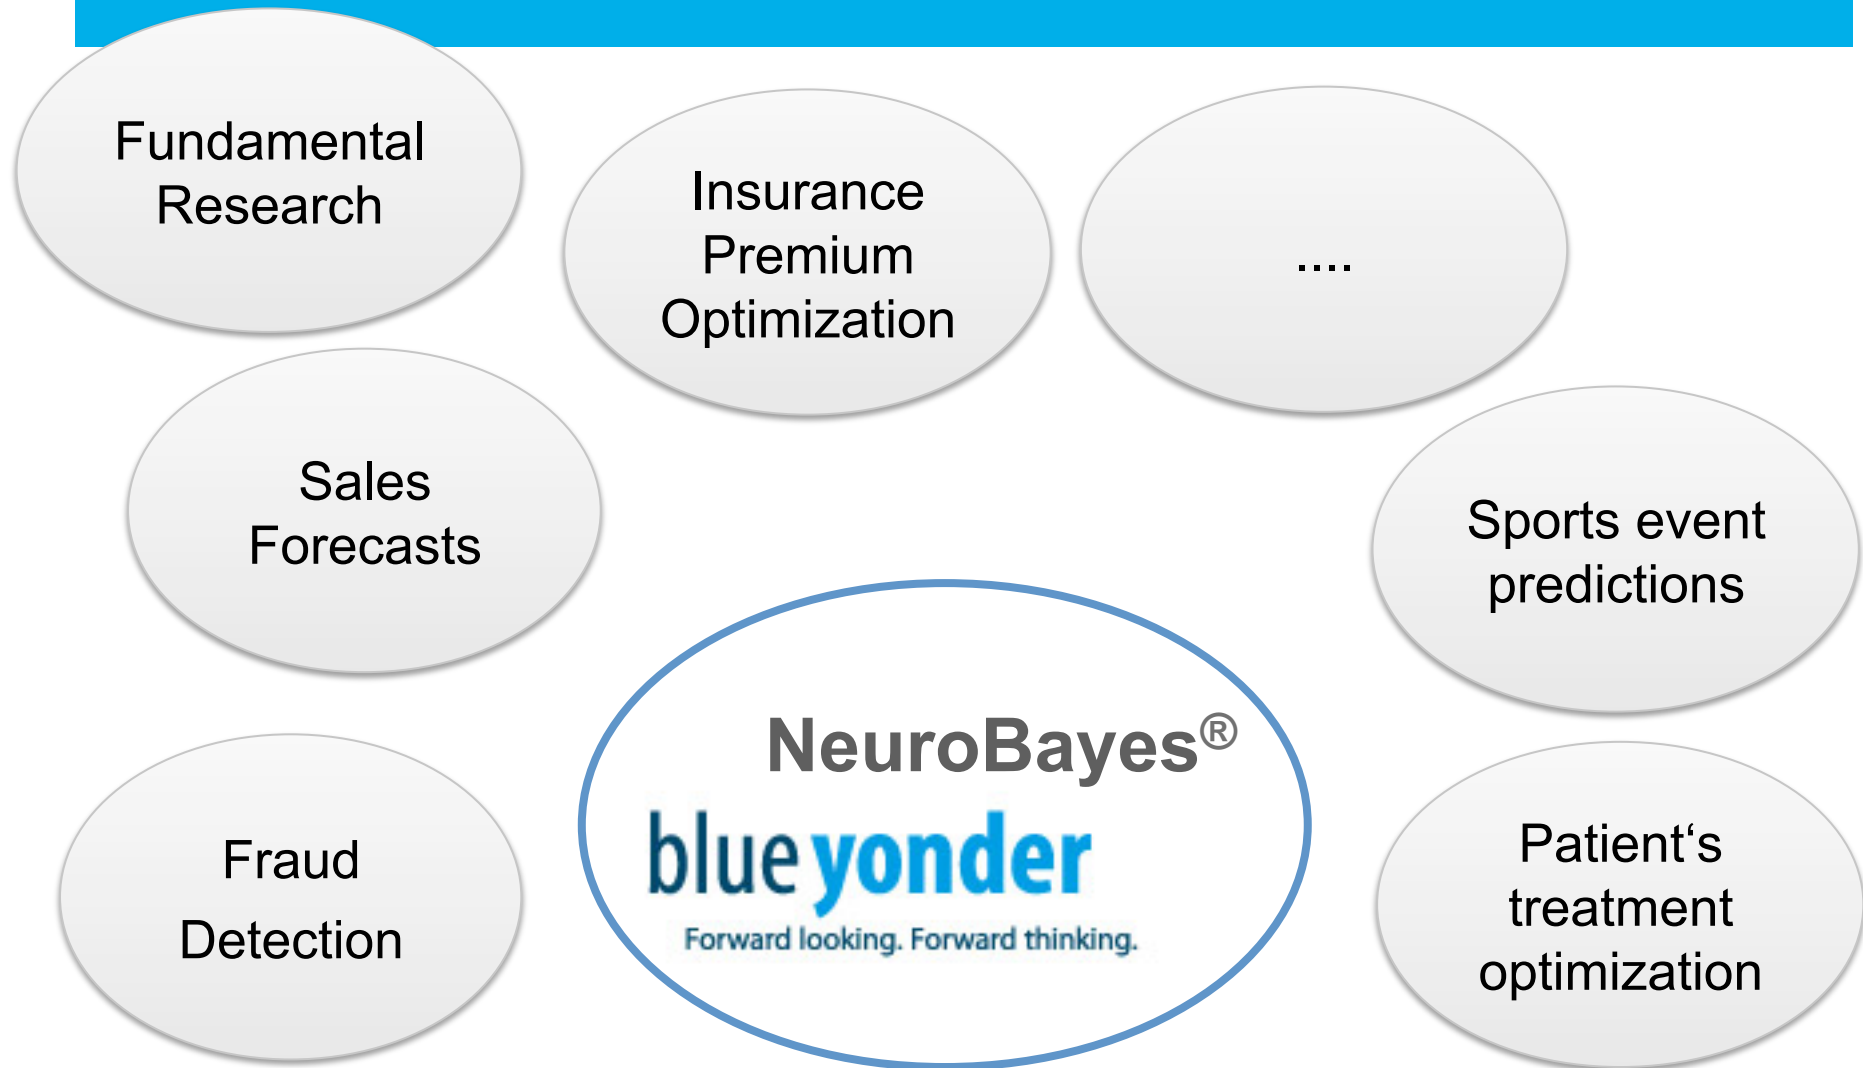 Fundamental
Research
Insurance
Premium
Optimization
....
Sales
Forecasts
Sports event
predictions
NeuroBayes®
blue yonder
Forward looking. Forward thinking.
Fraud
Detection
Patient‘s
treatment
optimization